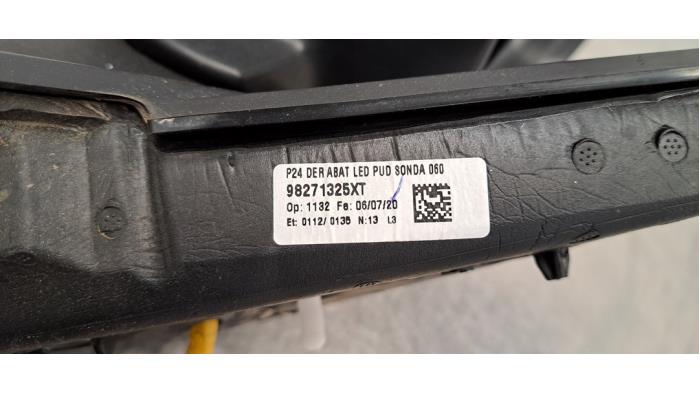 P24 DER ABAT LED PUD SONDA 060
98271325XT
Op: 1132 Fe: 06/07/20
Et: 0112/ 0135 N:13 L3